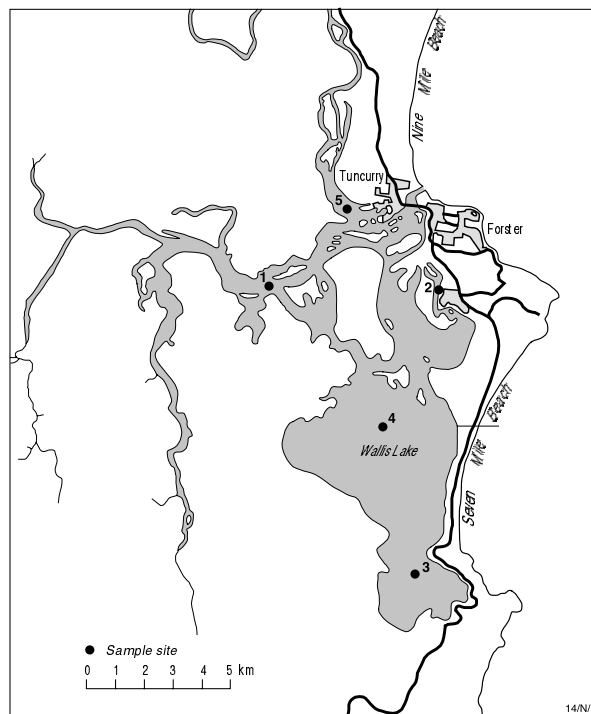 Nine Mile Beach
Tuncurry
5
Forster
1
2
4
Wallis Lake
Seven Mile Beach
3
Sample site
0 1 2 3 4 5 km
14/N/